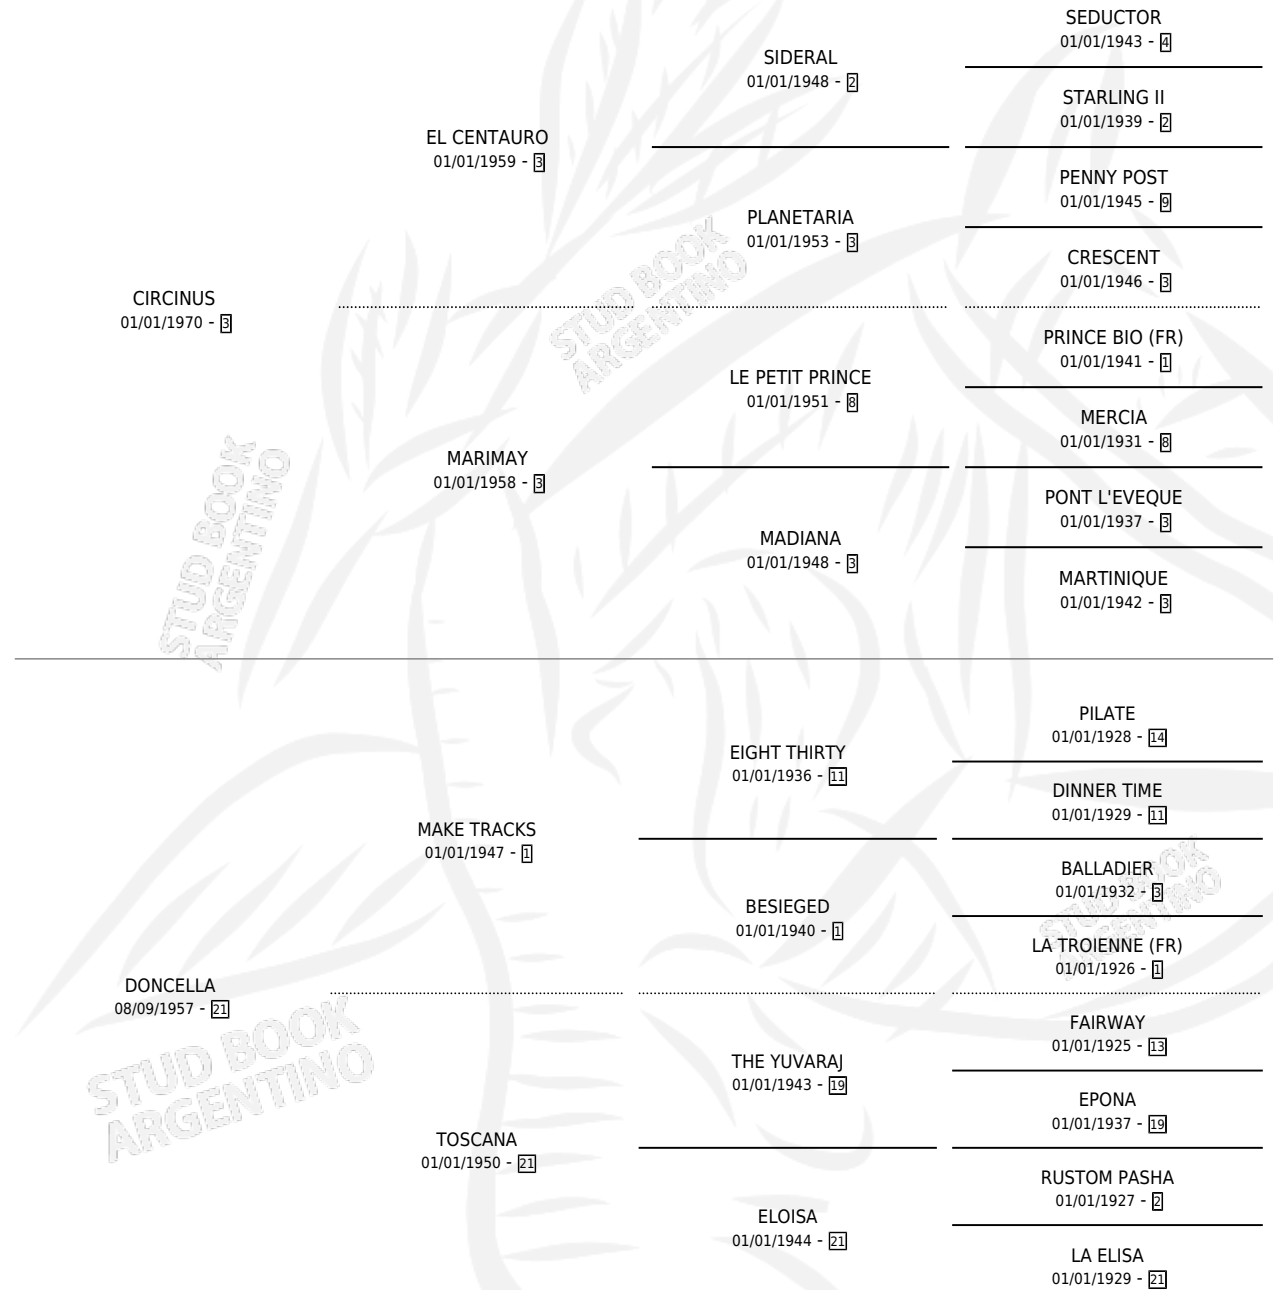 SEDUCTOR
01/01/1943 - 4
SIDERAL
01/01/1948 - 2
STARLING II
01/01/1939 - 2
EL CENTAURO
01/01/1959 - 3
PENNY POST
01/01/1945 - 9
PLANETARIA
01/01/1953 - 3
CRESCENT
01/01/1946 - 3
CIRCINUS
01/01/1970 - 3
PRINCE BIO (FR)
01/01/1941 - 1
LE PETIT PRINCE
01/01/1951 - 8
MERCIA
01/01/1931 - 8
MARIMAY
01/01/1958 - 3
PONT L'EVEQUE
01/01/1937 - 3
MADIANA
01/01/1948 - 3
MARTINIQUE
01/01/1942 - 3
STUD BOOK
ARGENTINO
STUD BOOK
ARGENTINO
PILATE
01/01/1928 - 14
EIGHT THIRTY
01/01/1936 - 11
DINNER TIME
01/01/1929 - 11
MAKE TRACKS
01/01/1947 - 1
BALLADIER
01/01/1932 - 3
BESIEGED
01/01/1940 - 1
LA TROIENNE (FR)
01/01/1926 - 1
DONCELLA
08/09/1957 - 21
FAIRWAY
01/01/1925 - 13
THE YUVARAJ
01/01/1943 - 19
EPONA
01/01/1937 - 19
TOSCANA
01/01/1950 - 21
RUSTOM PASHA
01/01/1927 - 2
ELOISA
01/01/1944 - 21
LA ELISA
01/01/1929 - 21
STUD BOOK
ARGENTINO
STUD BOOK
ARGENTINO